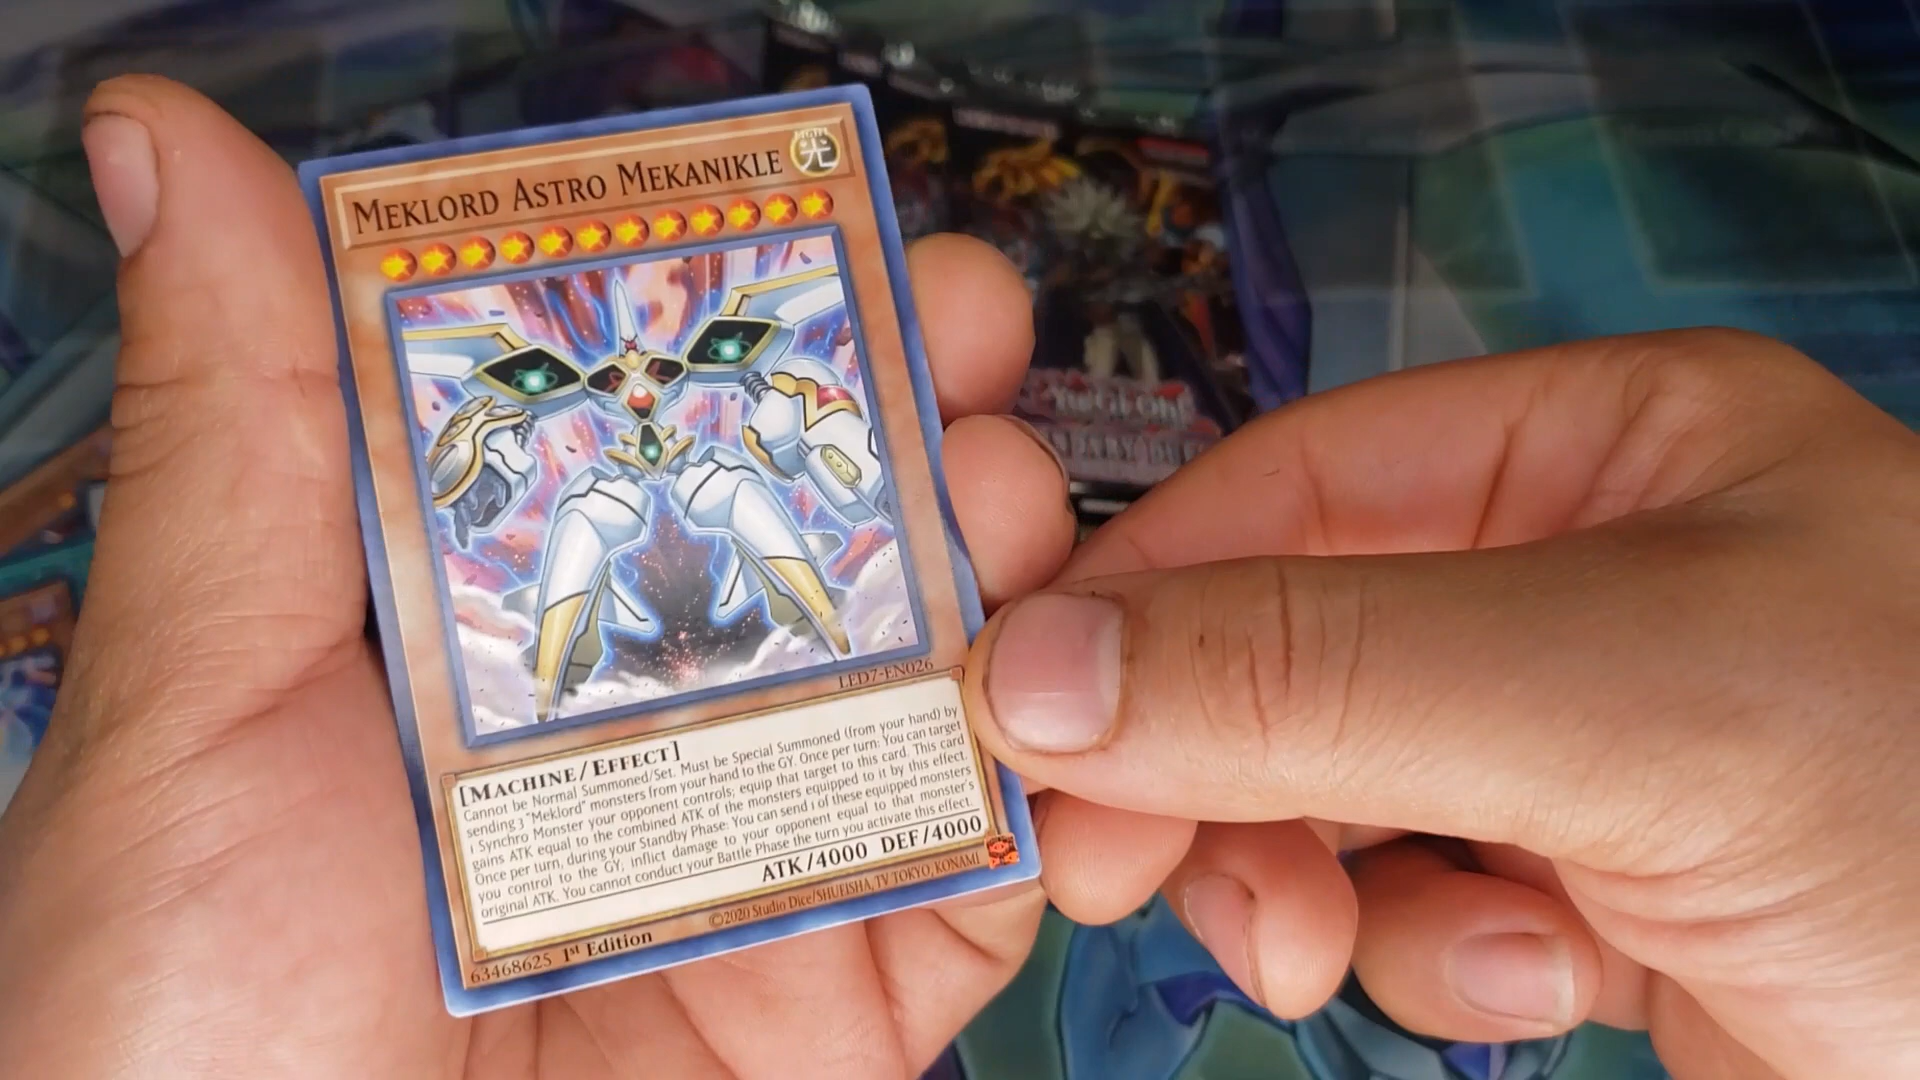 MEKLORD ASTRO MEKANIKLE
光
LED7-EN026
[MACHINE/EFFECT]
Cannot be Normal Summoned/Set. Must be Special Summoned (from your hand) by
sending 3 "Meklord" monsters from your hand to the GY. Once per turn: You can target
1 Synchro Monster your opponent controls; equip that target to this card. This card
gains ATK equal to the combined ATK of the monsters equipped to it by this effect.
Once per turn, during your Standby Phase: You can send 1 of these equipped monsters
you control to the GY; inflict damage to your opponent equal to that monster's
original ATK. You cannot conduct your Battle Phase the turn you activate this effect.
ATK/4000 DEF/4000
63468625 1st Edition ©2020 Studio Dice/SHUEISHA, TV TOKYO, KONAMI
Yu-Gi-Oh!